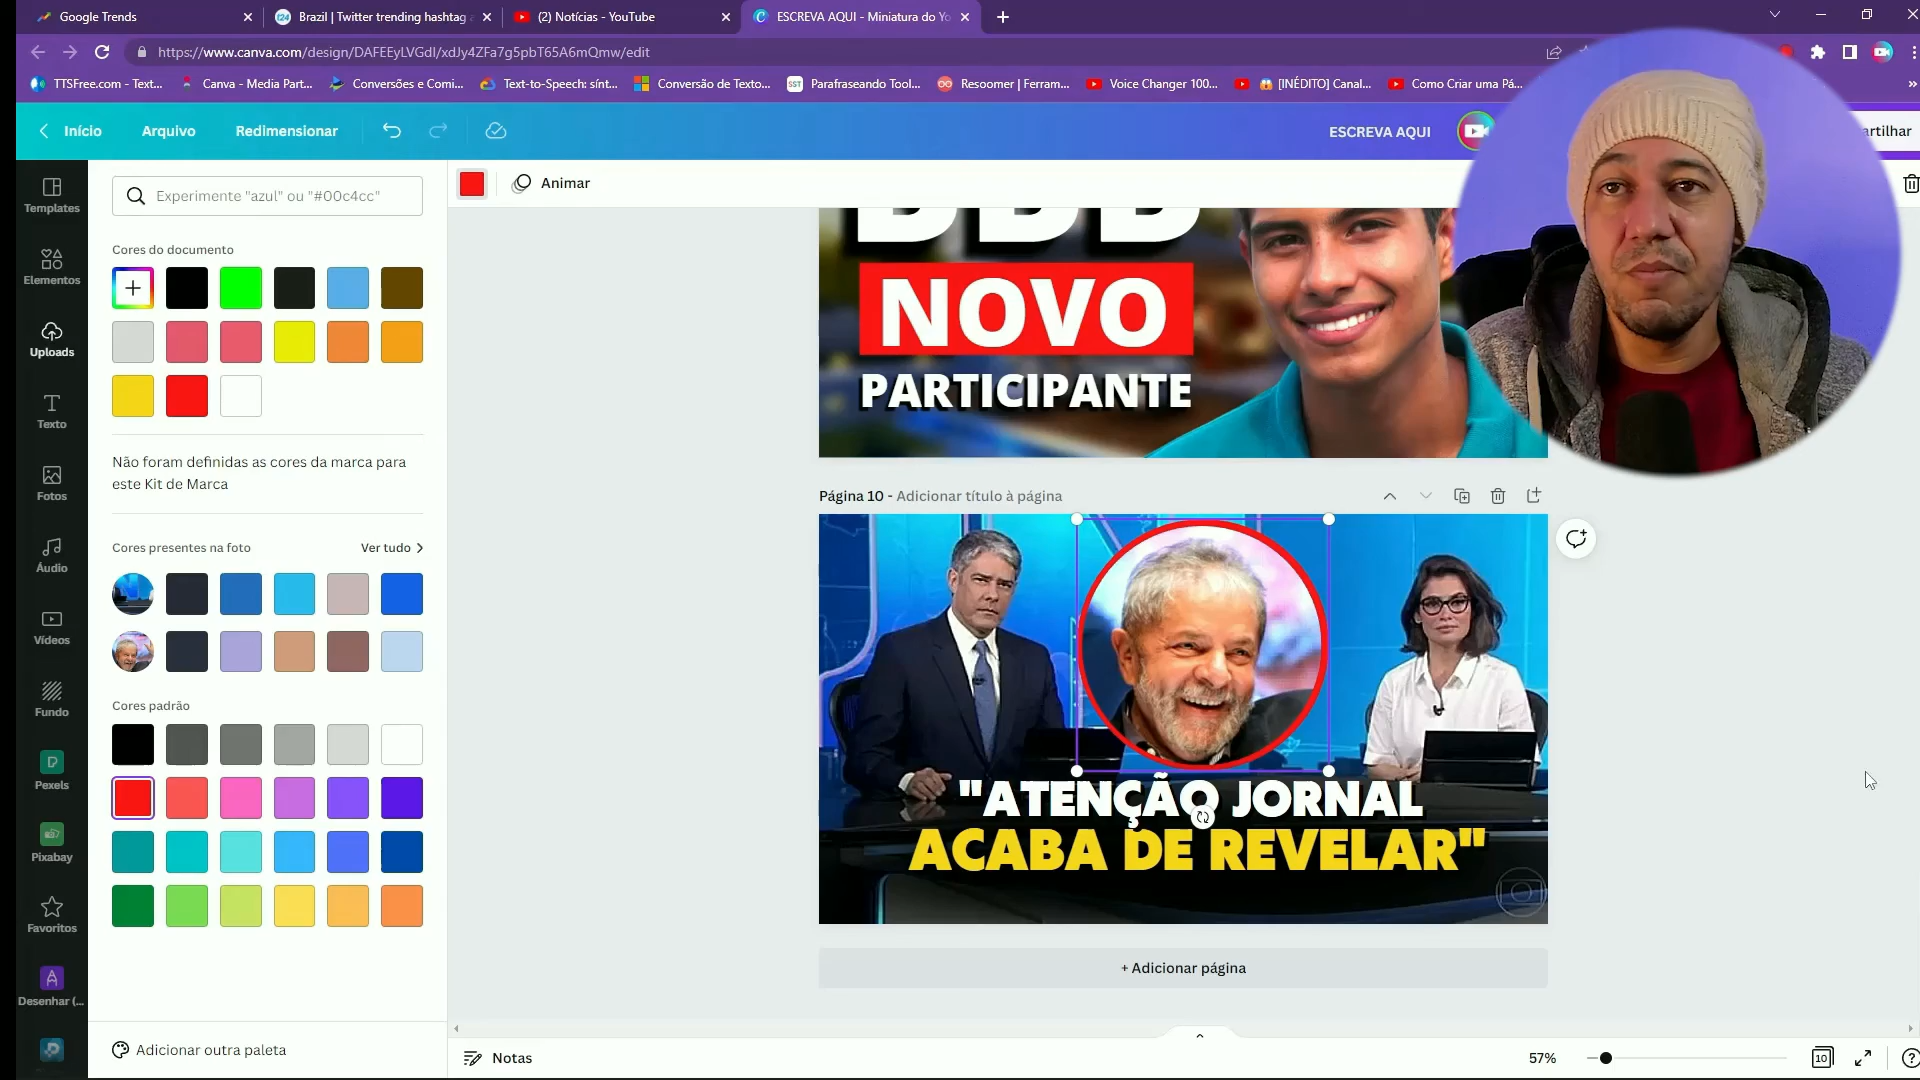 Google Trends
Brazil | Twitter trending hashtag
(2) Notícias - YouTube
ESCREVA AQUI - Miniatura do Yo
https://www.canva.com/design/DAFEEyLVGdI/xdJy4ZFa7g5pbT65A6mQmw/edit
TTSFree.com - Text...
Canva - Media Part...
Conversões e Comi...
Text-to-Speech: sínt...
Conversão de Texto...
SST
Parafraseando Tool...
Resoomer | Ferram...
Voice Changer 100...
[INÉDITO] Canal...
Como Criar uma Pá...
Início
Arquivo
Redimensionar
ESCREVA AQUI
artilhar
Templates
Elementos
Uploads
Texto
Fotos
Áudio
Vídeos
Fundo
Pexels
Pixabay
Favoritos
Desenhar (...
Experimente "azul" ou "#00c4cc"
Cores do documento
Não foram definidas as cores da marca para
este Kit de Marca
Cores presentes na foto
Ver tudo
Cores padrão
Adicionar outra paleta
Animar
BBB
NOVO
PARTICIPANTE
Página 10 - Adicionar título à página
"ATENÇÃO JORNAL
ACABA DE REVELAR"
+ Adicionar página
Notas
57%
10